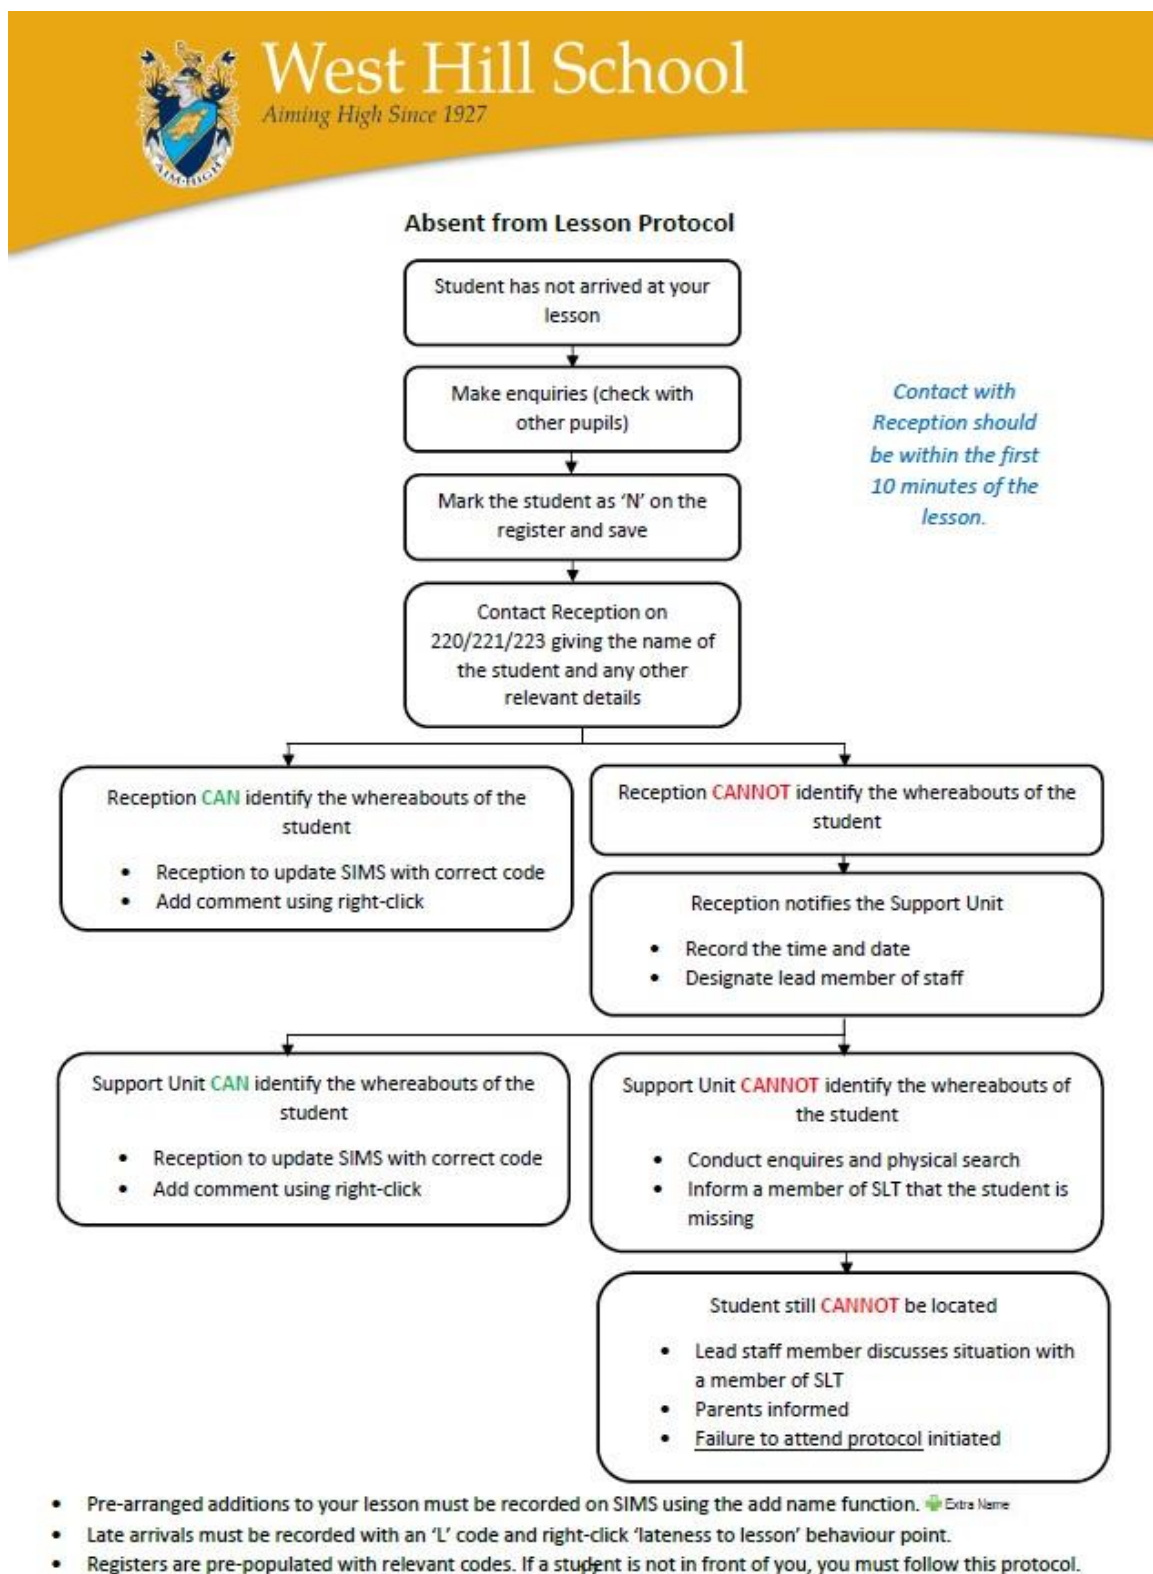 West Hill School
Aiming High Since 1927
AIM-HIGH
Absent from Lesson Protocol
Student has not arrived at your
lesson
Make enquiries (check with
other pupils)
Contact with
Reception should
be within the first
10 minutes of the
lesson.
Mark the student as ‘N’ on the
register and save
Contact Reception on
220/221/223 giving the name of
the student and any other
relevant details
Reception CAN identify the whereabouts of the
student
• Reception to update SIMS with correct code
• Add comment using right-click
Reception CANNOT identify the whereabouts of the
student
Reception notifies the Support Unit
• Record the time and date
• Designate lead member of staff
Support Unit CAN identify the whereabouts of the
student
• Reception to update SIMS with correct code
• Add comment using right-click
Support Unit CANNOT identify the whereabouts of
the student
• Conduct enquires and physical search
• Inform a member of SLT that the student is
missing
Student still CANNOT be located
• Lead staff member discusses situation with
a member of SLT
• Parents informed
• Failure to attend protocol initiated
• Pre-arranged additions to your lesson must be recorded on SIMS using the add name function. Extra Name
• Late arrivals must be recorded with an ‘L’ code and right-click ‘lateness to lesson’ behaviour point.
• Registers are pre-populated with relevant codes. If a student is not in front of you, you must follow this protocol.